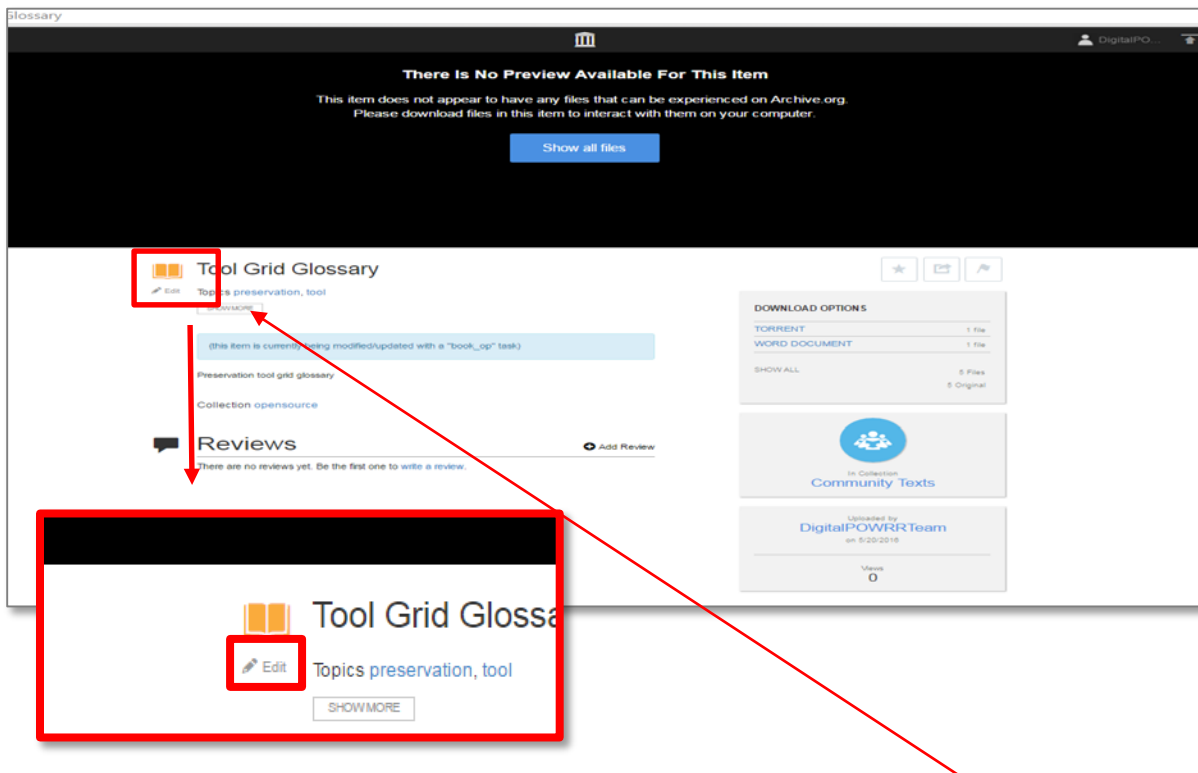 Glossary
DigitalPO...
There Is No Preview Available For This Item
This item does not appear to have any files that can be experienced on Archive.org.
Please download files in this item to interact with them on your computer.
Show all files
Tool Grid Glossary
Edit
Topics preservation, tool
SHOW MORE
(this item is currently being modified/updated with a "book_op" task)
Preservation tool grid glossary
Collection opensource
Reviews
Add Review
There are no reviews yet. Be the first one to write a review.
DOWNLOAD OPTIONS
TORRENT 1 file
WORD DOCUMENT 1 file
SHOW ALL 5 Files
5 Original
In Collection
Community Texts
Uploaded by
DigitalPOWRRTeam
on 5/20/2016
Views
0
Tool Grid Glossa
Edit
Topics preservation, tool
SHOW MORE